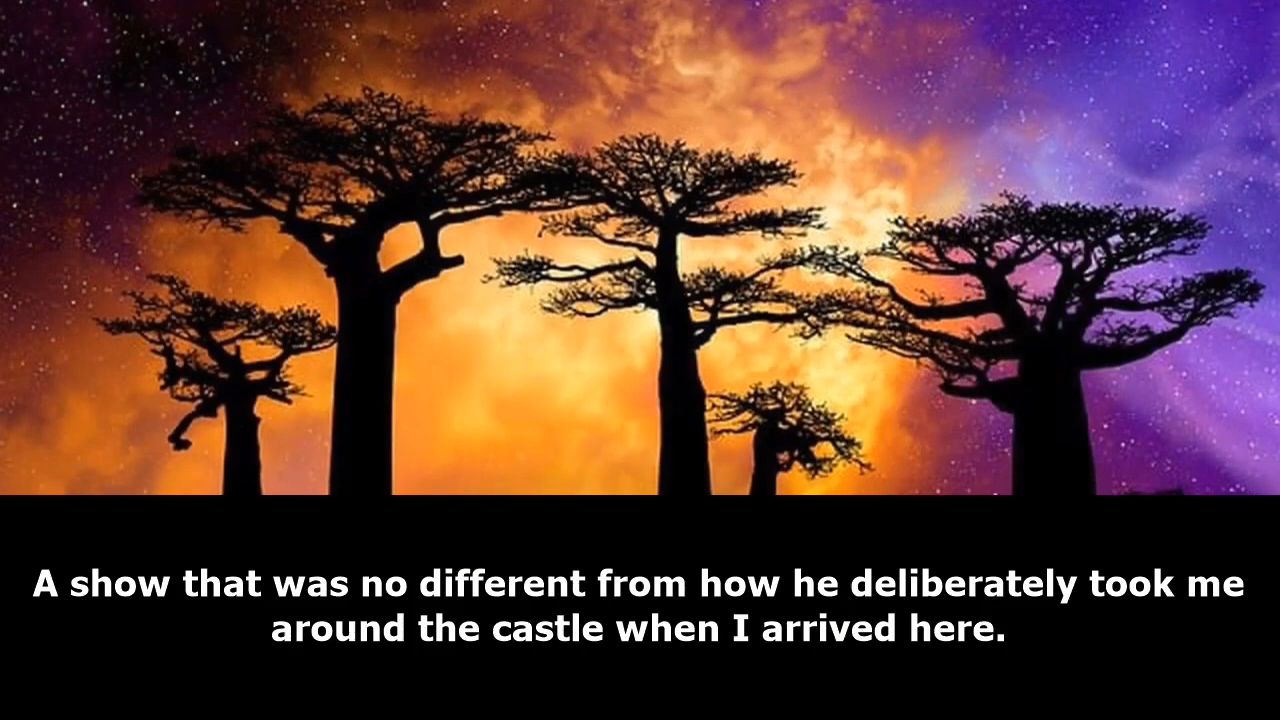 A show that was no different from how he deliberately took me
around the castle when I arrived here.